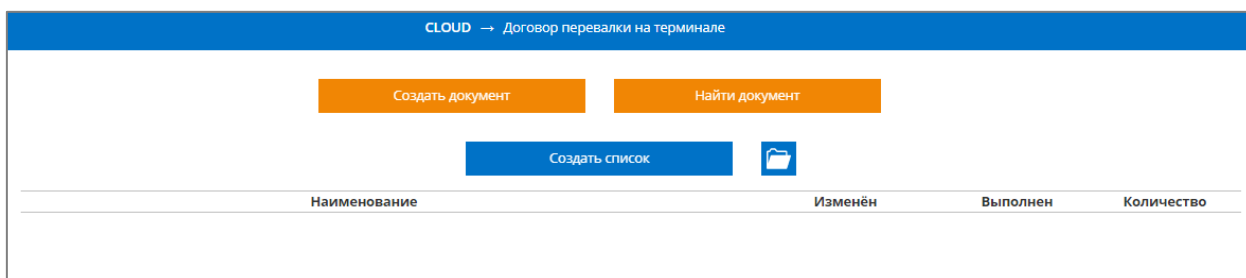 CLOUD → Договор перевалки на терминале
Создать документ Найти документ
Создать список
Наименование Изменён Выполнен Количество